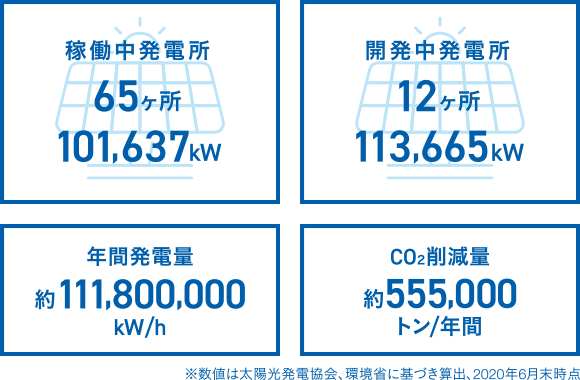 稼働中発電所
65ヶ所
101,637kW
開発中発電所
12ヶ所
113,665kW
年間発電量
約111,800,000
kW/h
CO₂削減量
約555,000
トン/年間
※数値は太陽光発電協会、環境省に基づき算出、2020年6月末時点